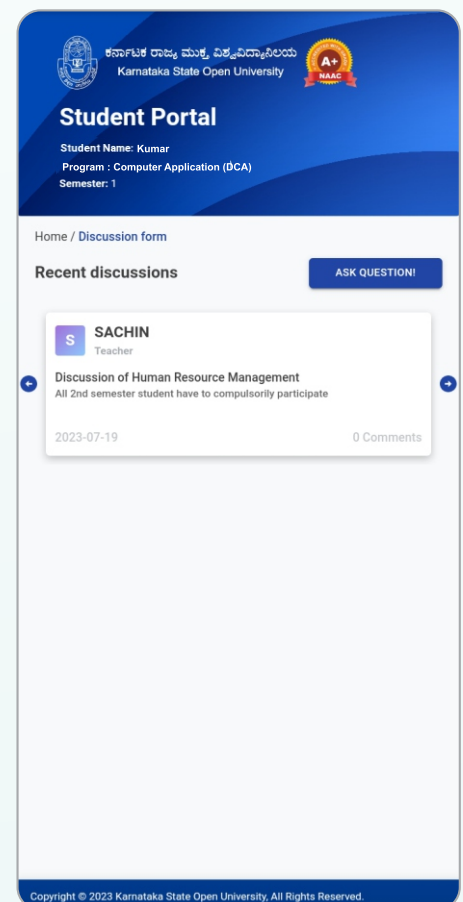 ಕರ್ನಾಟಕ ರಾಜ್ಯ ಮುಕ್ತ ವಿಶ್ವವಿದ್ಯಾನಿಲಯ
Karnataka State Open University
A+
NAAC
Student Portal
Student Name: Kumar
Program : Computer Application (DCA)
Semester: 1
Home / Discussion form
Recent discussions
ASK QUESTION!
S
SACHIN
Teacher
Discussion of Human Resource Management
All 2nd semester student have to compulsorily participate
2023-07-19
0 Comments
Copyright © 2023 Karnataka State Open University, All Rights Reserved.